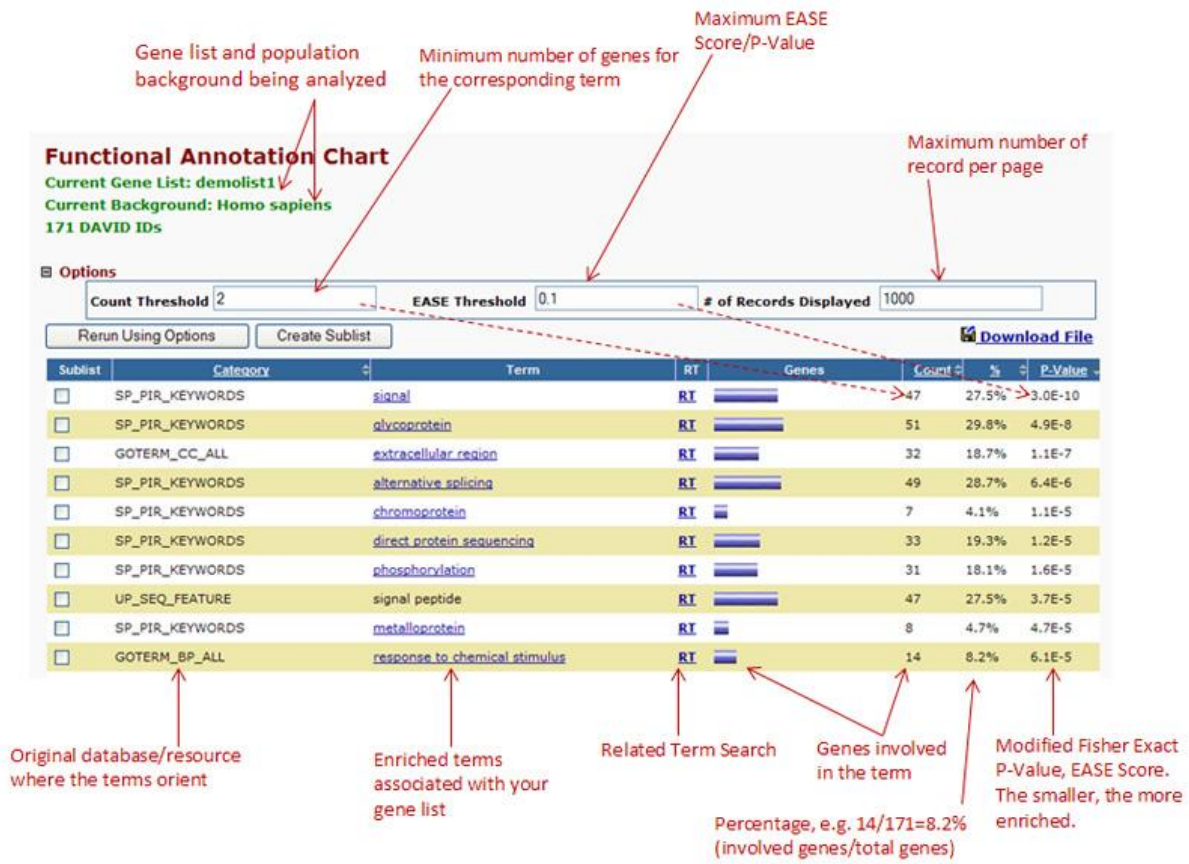 Maximum EASE
Score/P-Value
Gene list and population
background being analyzed
Minimum number of genes for
the corresponding term
Maximum number of
record per page
Functional Annotation Chart
Current Gene List: demolist1
Current Background: Homo sapiens
171 DAVID IDs
Options
Count Threshold 2 EASE Threshold 0.1 # of Records Displayed 1000
Rerun Using Options Create Sublist Download File
Sublist Category Term RT Genes Count % P-Value
SP_PIR_KEYWORDS signal RT 47 27.5% 3.0E-10
SP_PIR_KEYWORDS glycoprotein RT 51 29.8% 4.9E-8
GOTERM_CC_ALL extracellular region RT 32 18.7% 1.1E-7
SP_PIR_KEYWORDS alternative splicing RT 49 28.7% 6.4E-6
SP_PIR_KEYWORDS chromoprotein RT 7 4.1% 1.1E-5
SP_PIR_KEYWORDS direct protein sequencing RT 33 19.3% 1.2E-5
SP_PIR_KEYWORDS phosphorylation RT 31 18.1% 1.6E-5
UP_SEQ_FEATURE signal peptide RT 47 27.5% 3.7E-5
SP_PIR_KEYWORDS metalloprotein RT 8 4.7% 4.7E-5
GOTERM_BP_ALL response to chemical stimulus RT 14 8.2% 6.1E-5
Original database/resource
where the terms orient
Enriched terms
associated with your
gene list
Related Term Search
Genes involved
in the term
Percentage, e.g. 14/171=8.2%
(involved genes/total genes)
Modified Fisher Exact
P-Value, EASE Score.
The smaller, the more
enriched.